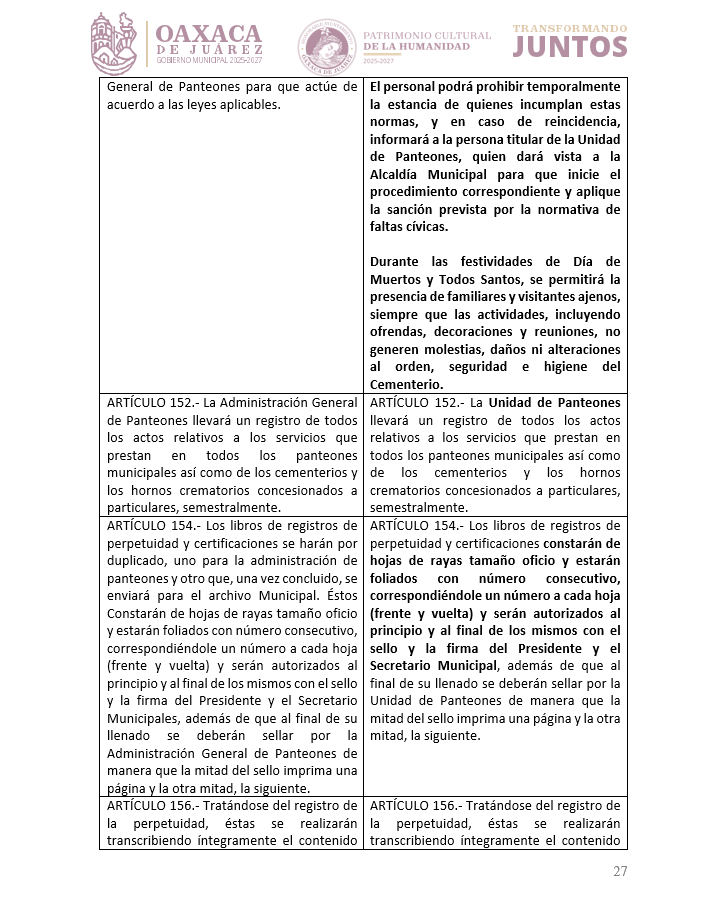 OAXACA
DE JUÁREZ
GOBIERNO MUNICIPAL 2025-2027
PATRIMONIO CULTURAL
DE LA HUMANIDAD
2025-2027
TRANSFORMANDO
JUNTOS
General de Panteones para que actúe de
acuerdo a las leyes aplicables.
El personal podrá prohibir temporalmente
la estancia de quienes incumplan estas
normas, y en caso de reincidencia,
informará a la persona titular de la Unidad
de Panteones, quien dará vista a la
Alcaldía Municipal para que inicie el
procedimiento correspondiente y aplique
la sanción prevista por la normativa de
faltas cívicas.
Durante las festividades de Día de
Muertos y Todos Santos, se permitirá la
presencia de familiares y visitantes ajenos,
siempre que las actividades, incluyendo
ofrendas, decoraciones y reuniones, no
generen molestias, daños ni alteraciones
al orden, seguridad e higiene del
Cementerio.
ARTÍCULO 152.- La Administración General
de Panteones llevará un registro de todos
los actos relativos a los servicios que
prestan en todos los panteones
municipales así como de los cementerios y
los hornos crematorios concesionados a
particulares, semestralmente.
ARTÍCULO 152.- La Unidad de Panteones
llevará un registro de todos los actos
relativos a los servicios que prestan en
todos los panteones municipales así como
de los cementerios y los hornos
crematorios concesionados a particulares,
semestralmente.
ARTÍCULO 154.- Los libros de registros de
perpetuidad y certificaciones se harán por
duplicado, uno para la administración de
panteones y otro que, una vez concluido, se
enviará para el archivo Municipal. Éstos
Constarán de hojas de rayas tamaño oficio
y estarán foliados con número consecutivo,
correspondiéndole un número a cada hoja
(frente y vuelta) y serán autorizados al
principio y al final de los mismos con el sello
y la firma del Presidente y el Secretario
Municipales, además de que al final de su
llenado se deberán sellar por la
Administración General de Panteones de
manera que la mitad del sello imprima una
página y la otra mitad, la siguiente.
ARTÍCULO 154.- Los libros de registros de
perpetuidad y certificaciones constarán de
hojas de rayas tamaño oficio y estarán
foliados con número consecutivo,
correspondiéndole un número a cada hoja
(frente y vuelta) y serán autorizados al
principio y al final de los mismos con el
sello y la firma del Presidente y el
Secretario Municipal, además de que al
final de su llenado se deberán sellar por la
Unidad de Panteones de manera que la
mitad del sello imprima una página y la otra
mitad, la siguiente.
ARTÍCULO 156.- Tratándose del registro de
la perpetuidad, éstas se realizarán
transcribiendo íntegramente el contenido
ARTÍCULO 156.- Tratándose del registro de
la perpetuidad, éstas se realizarán
transcribiendo íntegramente el contenido
27